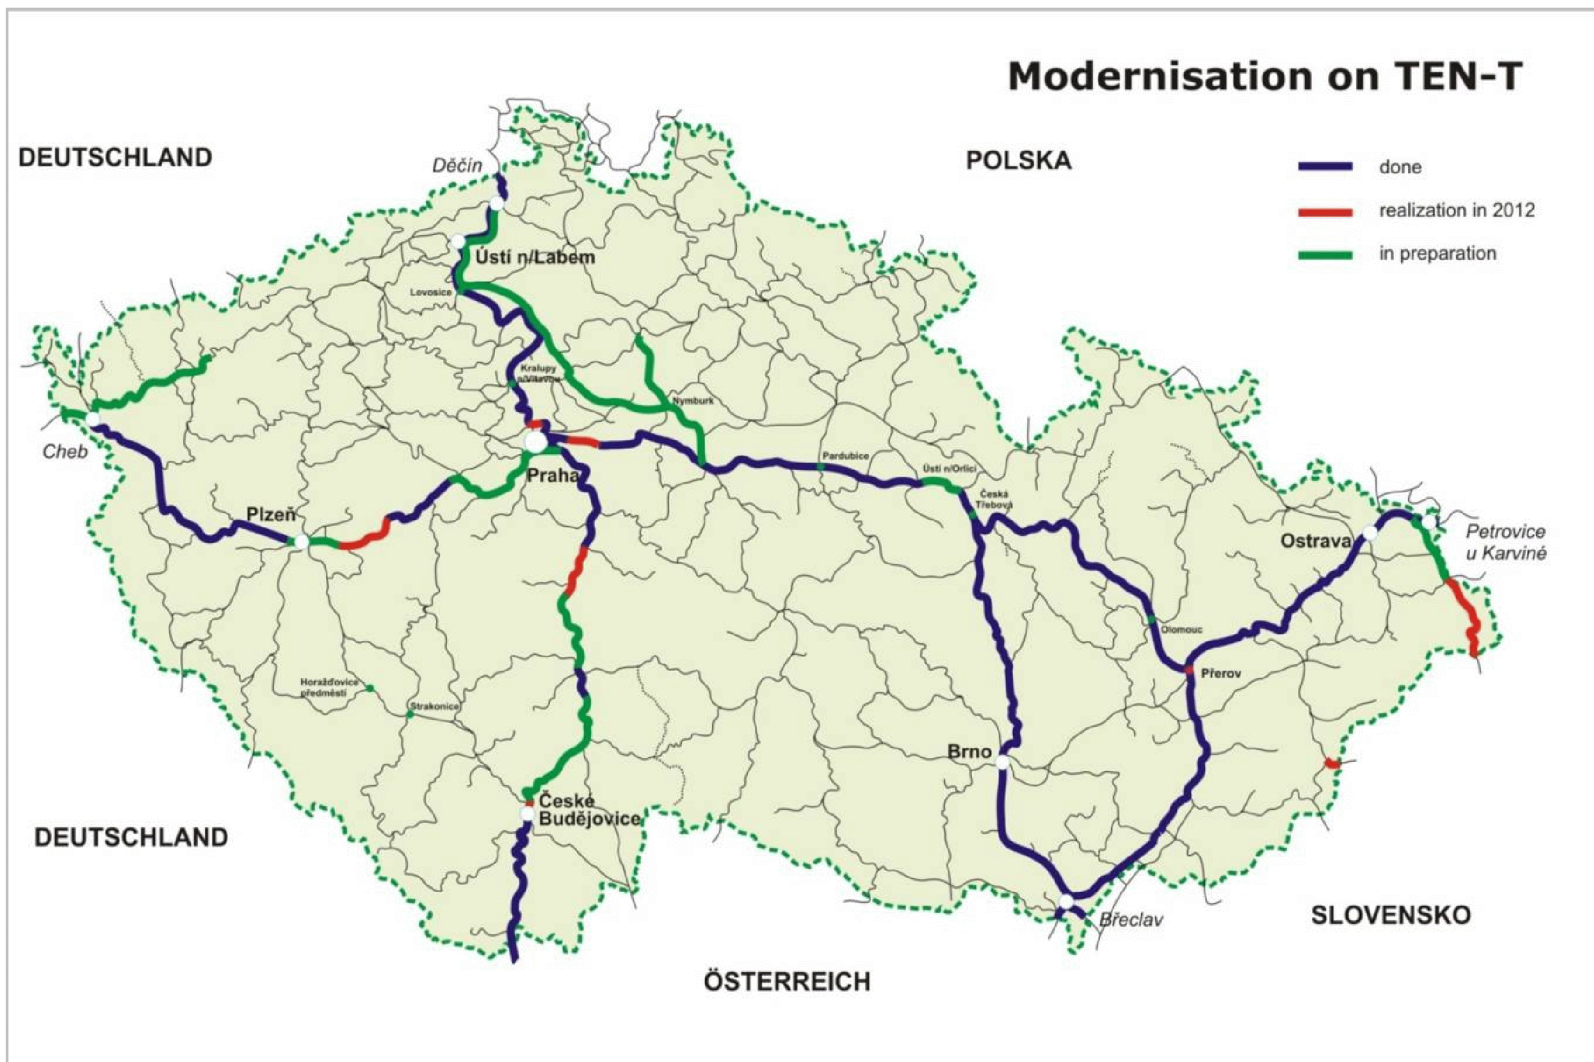 Modernisation on TEN-T
DEUTSCHLAND
POLSKA
Děčín
done
realization in 2012
in preparation
Ústí n/Labem
Lovosice
Kralupy
n/Vltavou
Nymburk
Cheb
Praha
Pardubice
Ústí n/Orlicí
Česká
Třebová
Plzeň
Ostrava
Petrovice
u Karviné
Olomouc
Přerov
Horažďovice
předměstí
Strakonice
Brno
České
Budějovice
DEUTSCHLAND
Břeclav
SLOVENSKO
ÖSTERREICH